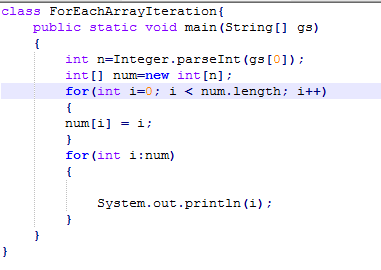 class ForEachArrayIteration{
    public static void main(String[] gs)
    {
        int n=Integer.parseInt(gs[0]);
        int[] num=new int[n];
        for(int i=0; i < num.length; i++)
        {
        num[i] = i;
        }
        for(int i:num)
        {

            System.out.println(i);
        }
    }
}